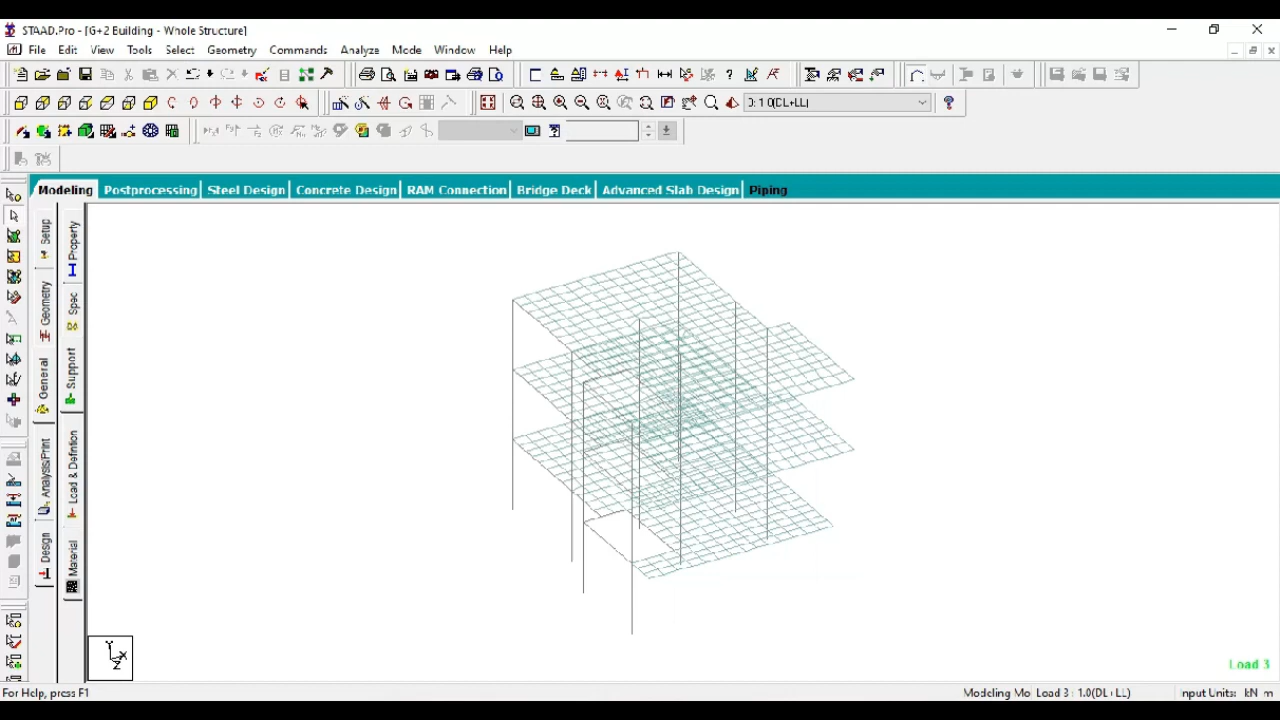 STAAD.Pro - [G+2 Building - Whole Structure]
File Edit View Tools Select Geometry Commands Analyze Mode Window Help
3: 1.0(DL+LL)
Modeling Postprocessing Steel Design Concrete Design RAM Connection Bridge Deck Advanced Slab Design Piping
Setup
Geometry
General
Analysis/Print
Design
Property
Spec
Support
Load & Definition
Material
Y
X
Z
Load 3
For Help, press F1
Modeling Mo Load 3 : 1.0(DL+LL) Input Units: kN m